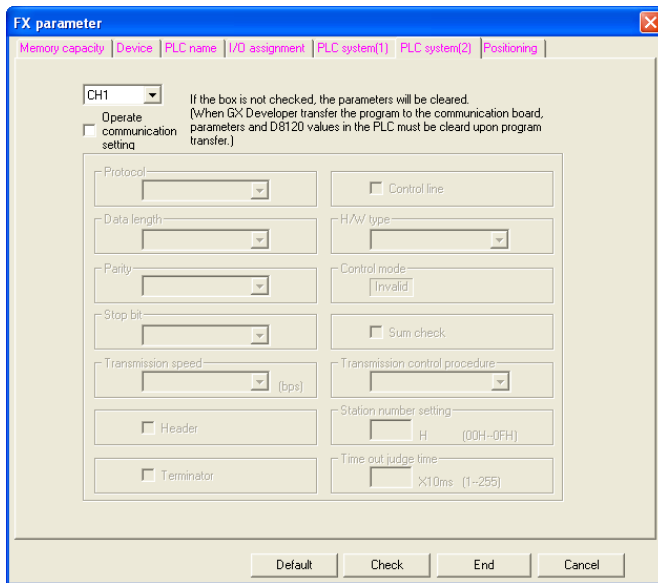 FX parameter
Memory capacity Device PLC name I/O assignment PLC system(1) PLC system(2) Positioning
CH1
If the box is not checked, the parameters will be cleared.
(When GX Developer transfer the program to the communication board,
parameters and D8120 values in the PLC must be cleard upon program
transfer.)
Operate
communication
setting
Protocol
Control line
Data length
H/W type
Parity
Control mode
Invalid
Stop bit
Sum check
Transmission speed
(bps)
Transmission control procedure
Header
Station number setting
H (00H--0FH)
Terminator
Time out judge time
X10ms (1--255)
Default Check End Cancel